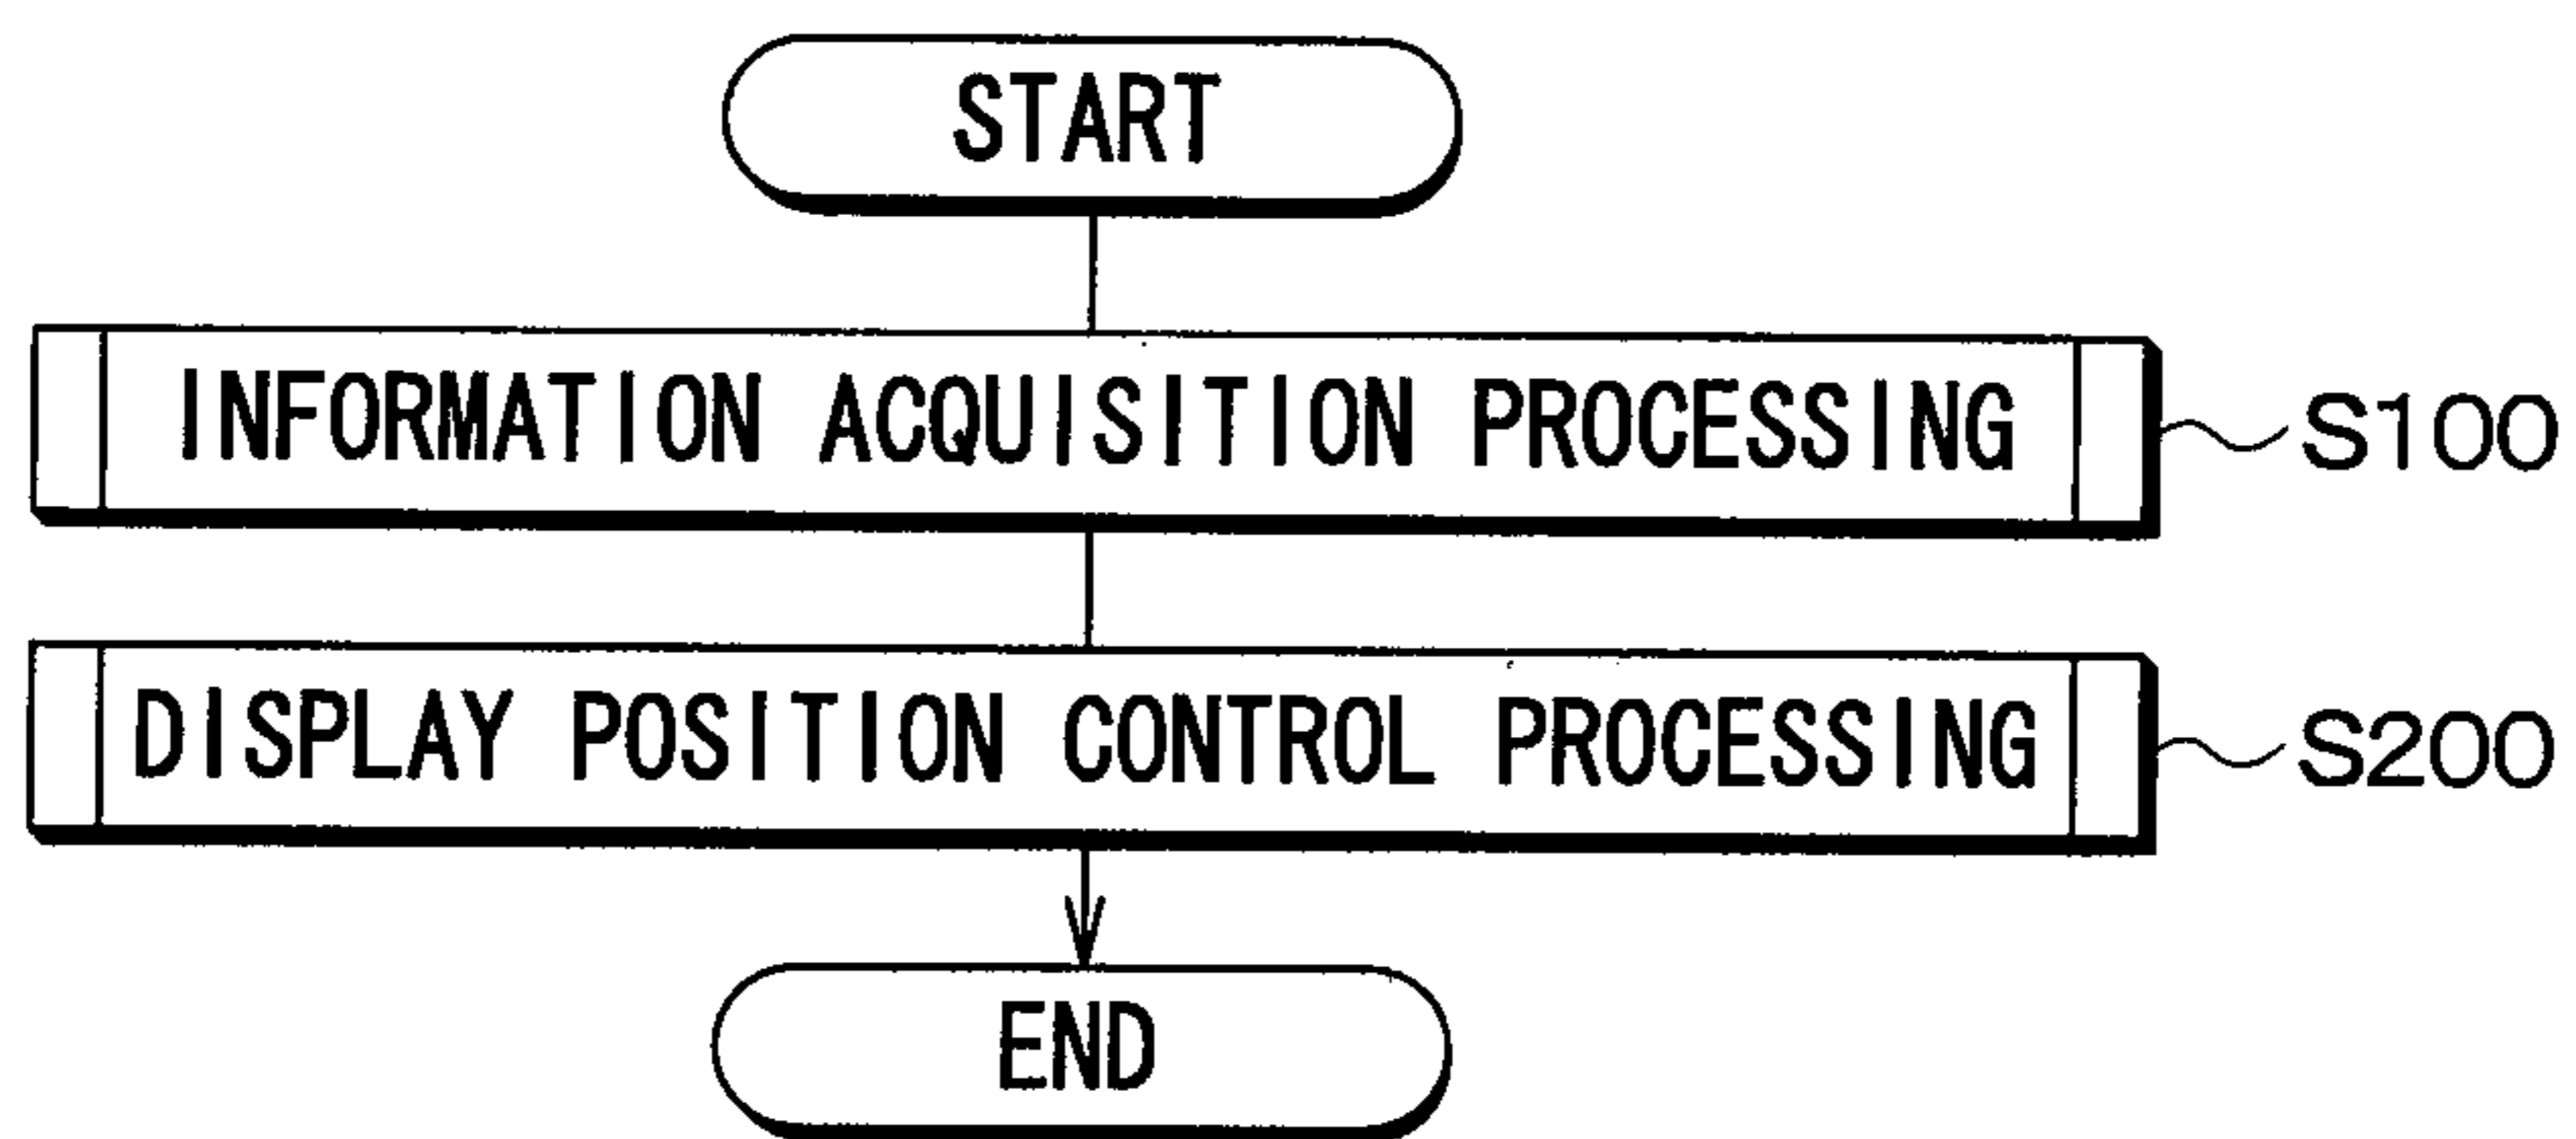 START
INFORMATION ACQUISITION PROCESSING S100
DISPLAY POSITION CONTROL PROCESSING S200
END